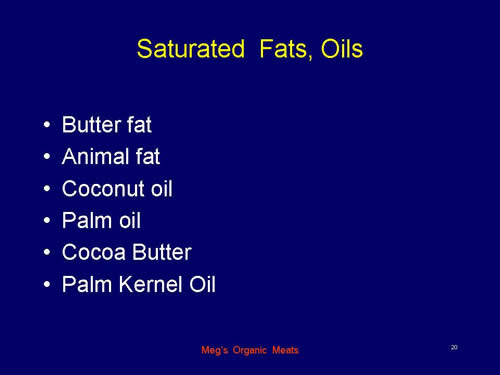 Saturated Fats, Oils
• Butter fat
• Animal fat
• Coconut oil
• Palm oil
• Cocoa Butter
• Palm Kernel Oil
Meg's Organic Meats
20